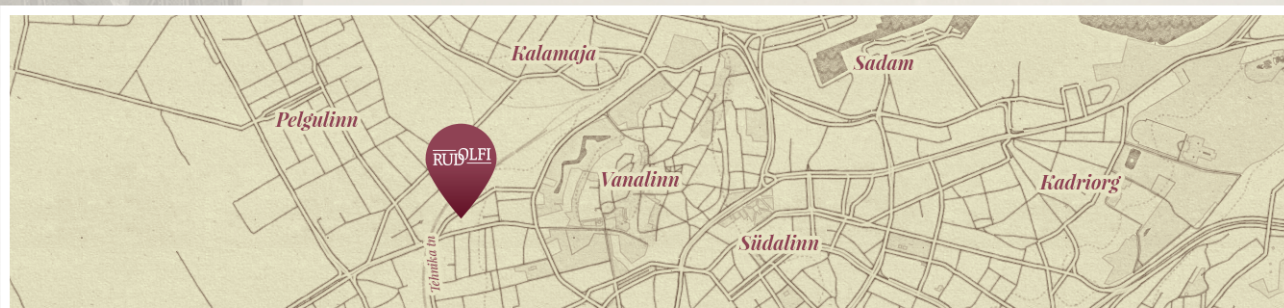 Kalamaja
Sadam
Pelgulinn
RUDOLFI
Vanalinn
Kadriorg
Südalinn
Tehnika tn